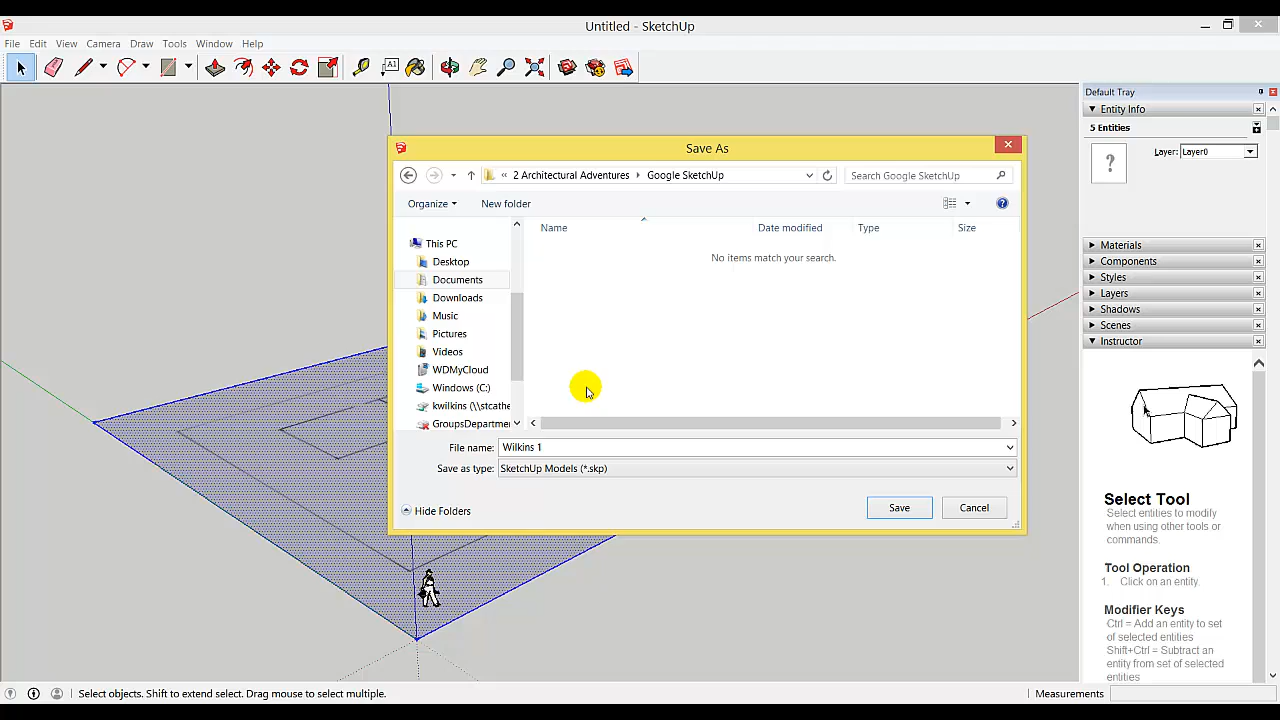 Untitled - SketchUp
File Edit View Camera Draw Tools Window Help
A1
Default Tray
Entity Info
5 Entities
?
Layer: Layer0
Materials
Components
Styles
Layers
Shadows
Scenes
Instructor
Save As
« 2 Architectural Adventures Google SketchUp
Search Google SketchUp
Organize New folder
?
Name Date modified Type Size
No items match your search.
This PC
Desktop
Documents
Downloads
Music
Pictures
Videos
WDMyCloud
Windows (C:)
kwilkins (\\stcathe
GroupsDepartme
File name: Wilkins 1
Save as type: SketchUp Models (*.skp)
Hide Folders
Save Cancel
Select Tool
Select entities to modify
when using other tools or
commands.
Tool Operation
1. Click on an entity.
Modifier Keys
Ctrl = Add an entity to set
of selected entities
Shift+Ctrl = Subtract an
entity from set of selected
entities
Select objects. Shift to extend select. Drag mouse to select multiple.
Measurements